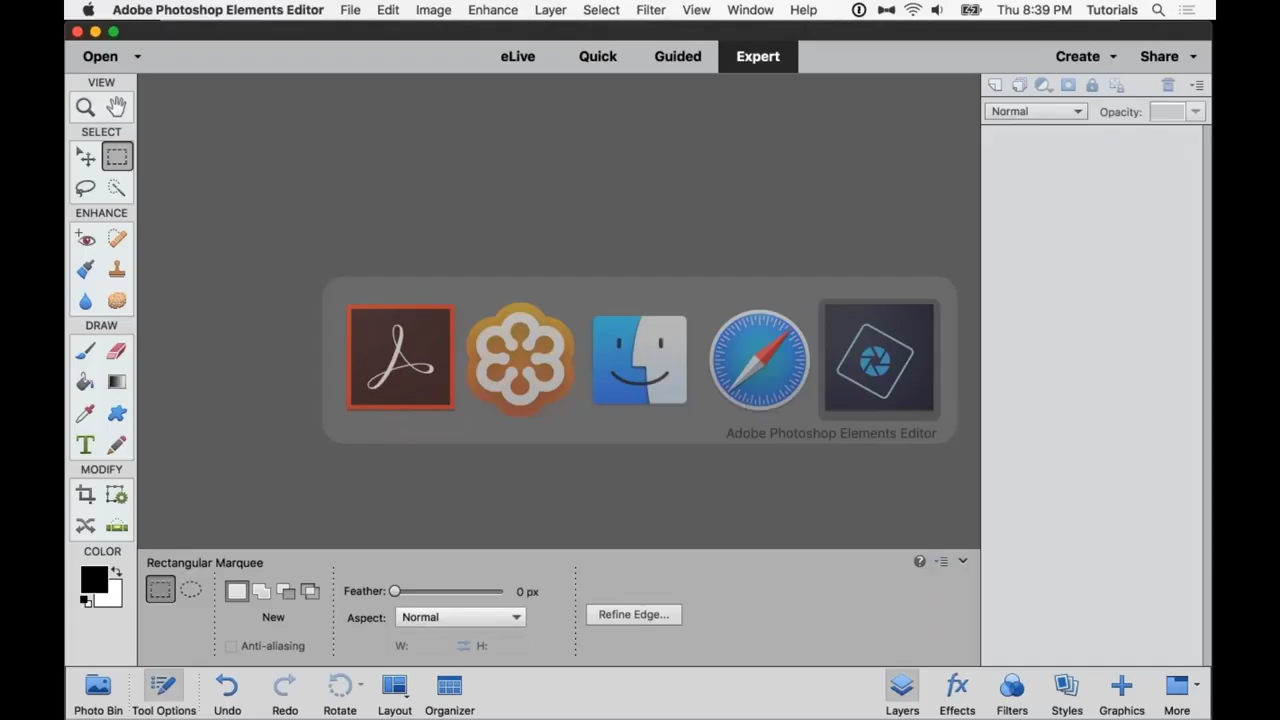 Adobe Photoshop Elements Editor File Edit Image Enhance Layer Select Filter View Window Help Thu 8:39 PM Tutorials
Open eLive Quick Guided Expert Create Share
VIEW
SELECT
ENHANCE
DRAW
T
MODIFY
COLOR
Normal Opacity:
Adobe Photoshop Elements Editor
Rectangular Marquee
New
Anti-aliasing
Feather: 0 px
Aspect: Normal
W: H:
Refine Edge...
Photo Bin Tool Options Undo Redo Rotate Layout Organizer
fx
Layers Effects Filters Styles Graphics More